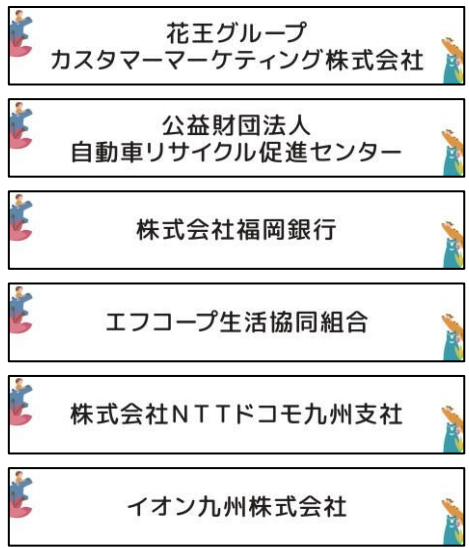 花王グループ
カスタマーマーケティング株式会社
公益財団法人
自動車リサイクル促進センター
株式会社福岡銀行
エフコープ生活協同組合
株式会社ＮＴＴドコモ九州支社
イオン九州株式会社